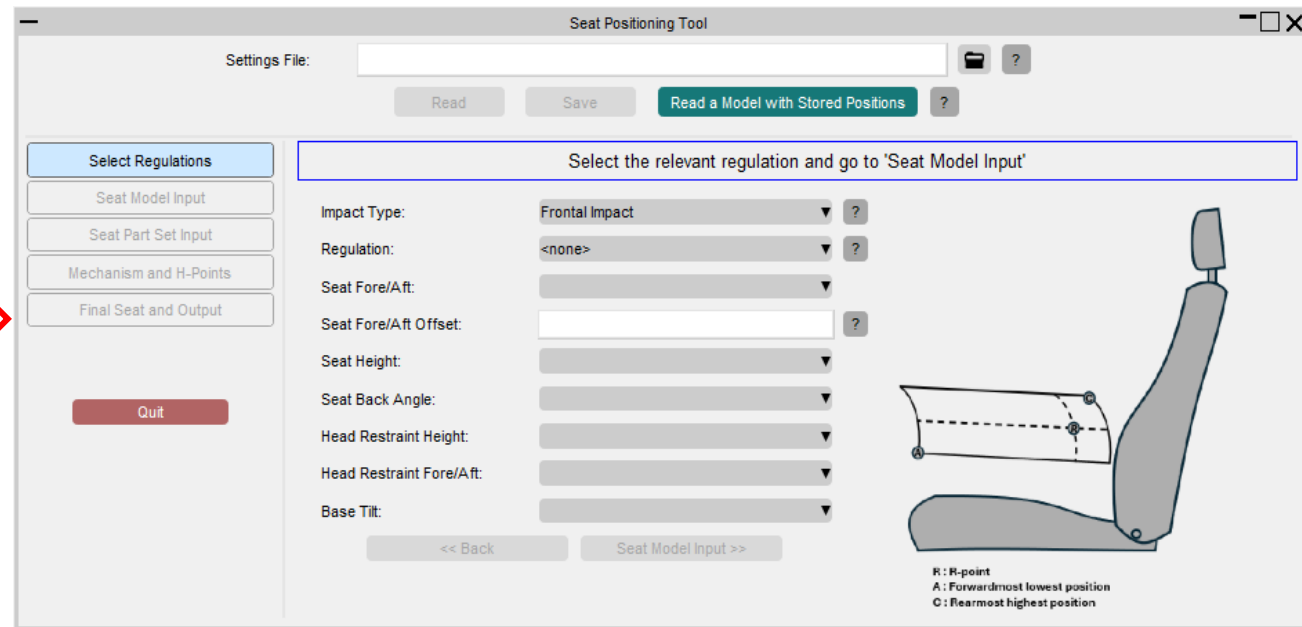 Seat Positioning Tool
Settings File:
?
Read Save Read a Model with Stored Positions ?
Select Regulations
Seat Model Input
Seat Part Set Input
Mechanism and H-Points
Final Seat and Output
Quit
Select the relevant regulation and go to 'Seat Model Input'
Impact Type: Frontal Impact ?
Regulation: <none> ?
Seat Fore/Aft:
Seat Fore/Aft Offset: ?
Seat Height:
Seat Back Angle:
Head Restraint Height:
Head Restraint Fore/Aft:
Base Tilt:
<< Back Seat Model Input >>
C
R
A
R : R-point
A : Forwardmost lowest position
C : Rearmost highest position